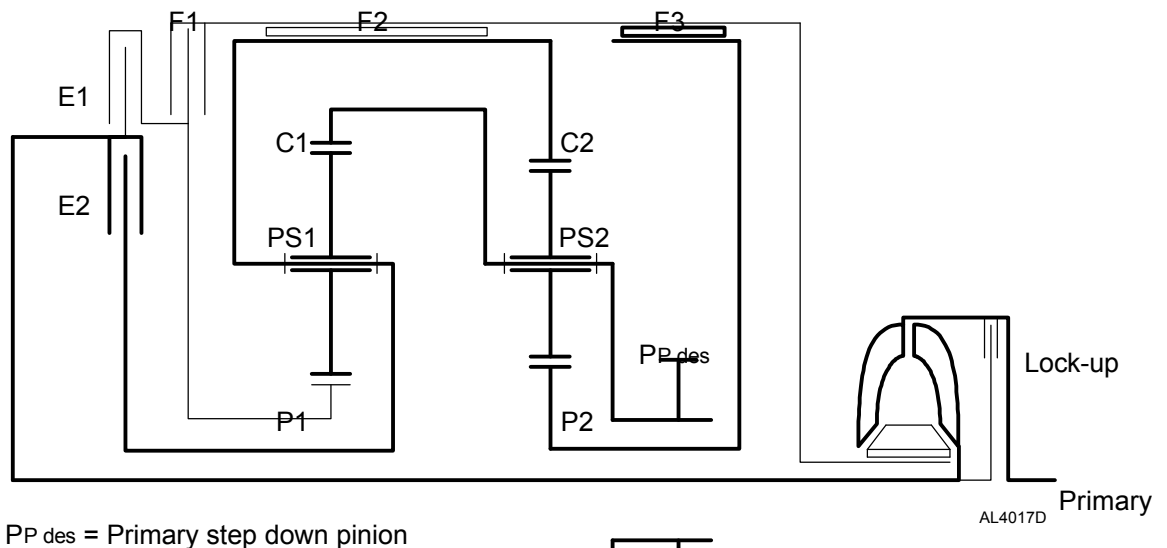 F1
F2
F3
E1
C1
C2
E2
PS1
PS2
PP des
Lock-up
P1
P2
Primary
AL4017D
PP des = Primary step down pinion